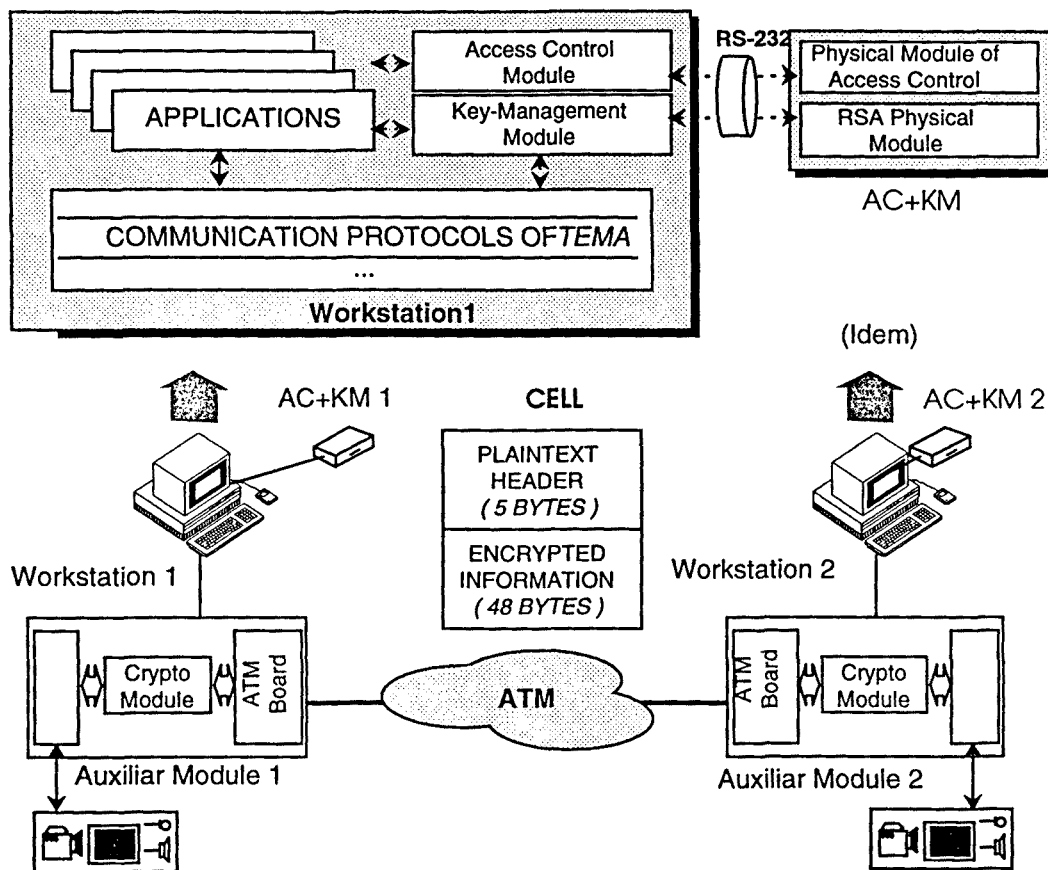 Access Control
Module
APPLICATIONS
Key-Management
Module
RS-232
Physical Module of
Access Control
RSA Physical
Module
AC+KM
COMMUNICATION PROTOCOLS OFTEMA
...
Workstation1
(Idem)
AC+KM 1
CELL
AC+KM 2
PLAINTEXT
HEADER
( 5 BYTES )
ENCRYPTED
INFORMATION
( 48 BYTES )
Workstation 1
Workstation 2
Crypto
Module
ATM
Board
ATM
ATM
Board
Crypto
Module
Auxiliar Module 1
Auxiliar Module 2